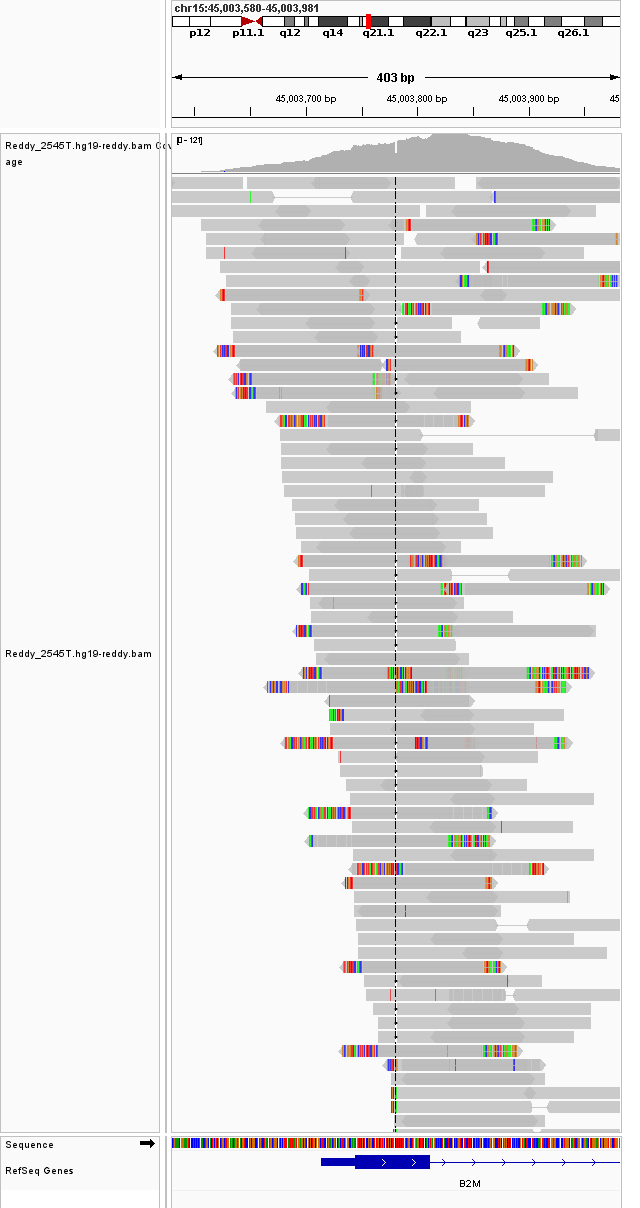 chr15:45,003,580-45,003,981
p12 p11.1 q12 q14 q21.1 q22.1 q23 q25.1 q26.1
403 bp
45,003,700 bp 45,003,800 bp 45,003,900 bp 45
Reddy_2545T.hg19-reddy.bam Cov
age
[0 - 121]
Reddy_2545T.hg19-reddy.bam
Sequence
RefSeq Genes
B2M